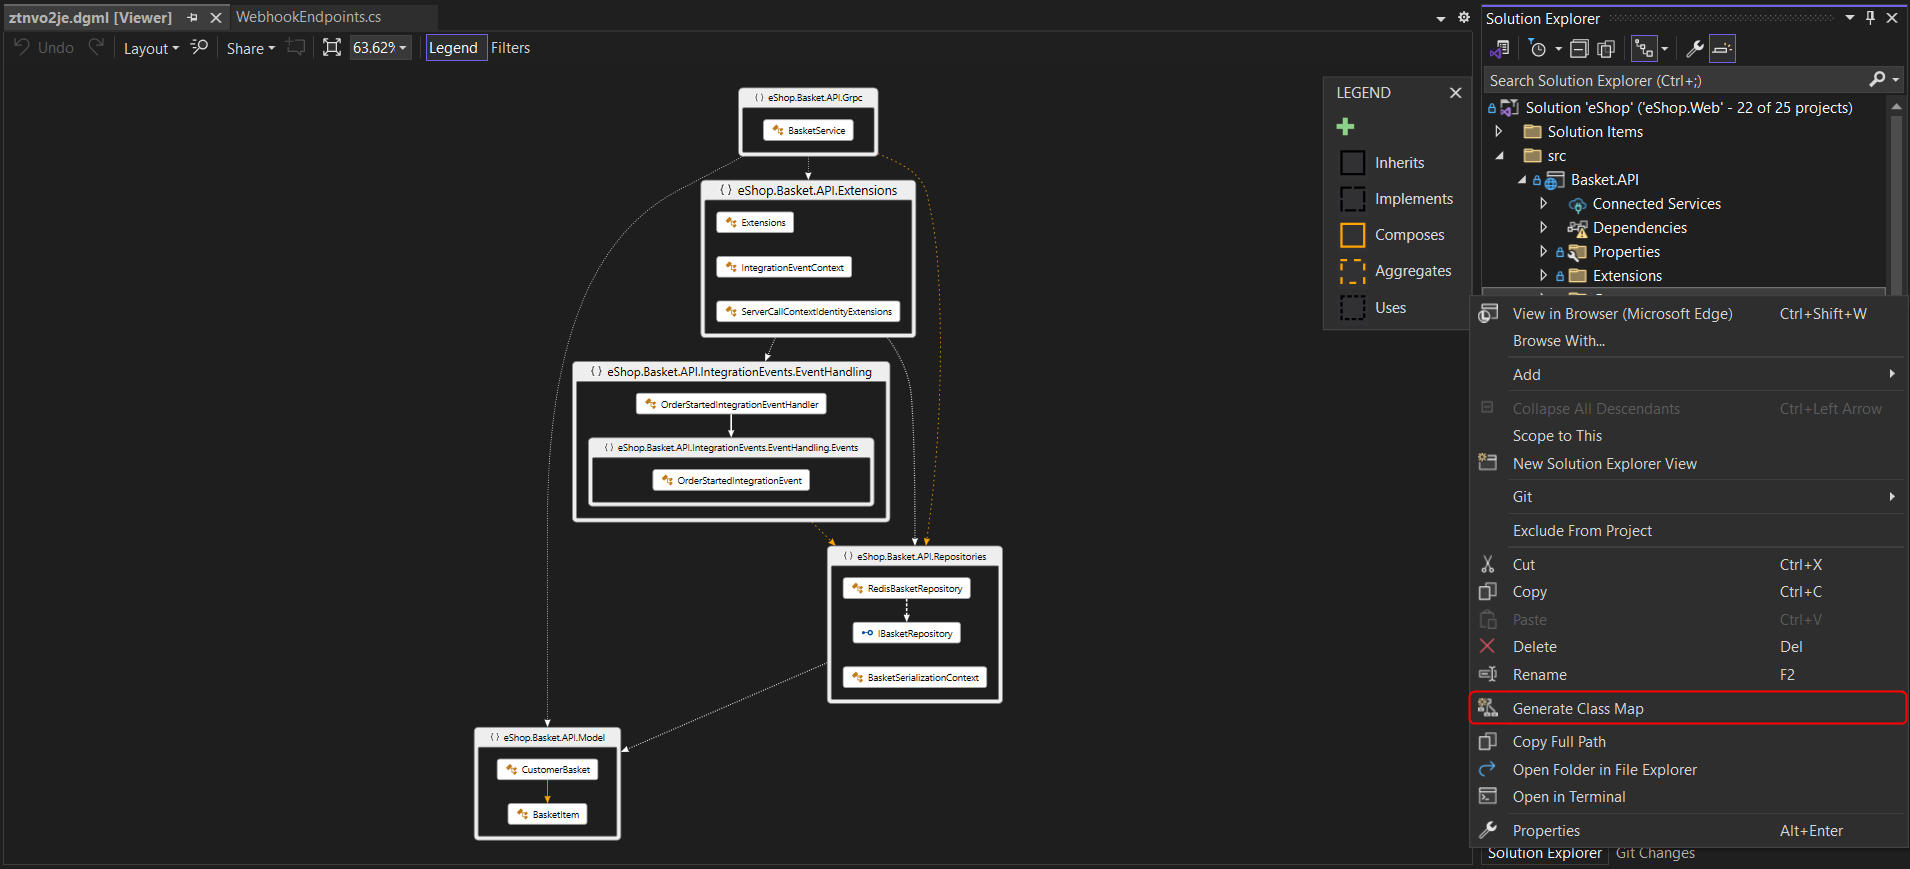 ztnvo2je.dgml [Viewer]
WebhookEndpoints.cs
Undo
Layout
Share
63.62%
Legend
Filters
{ } eShop.Basket.API.Grpc
BasketService
{ } eShop.Basket.API.Extensions
Extensions
IntegrationEventContext
ServerCallContextIdentityExtensions
{ } eShop.Basket.API.IntegrationEvents.EventHandling
OrderStartedIntegrationEventHandler
{ } eShop.Basket.API.IntegrationEvents.EventHandling.Events
OrderStartedIntegrationEvent
{ } eShop.Basket.API.Repositories
RedisBasketRepository
IBasketRepository
BasketSerializationContext
{ } eShop.Basket.API.Model
CustomerBasket
BasketItem
LEGEND
Inherits
Implements
Composes
Aggregates
Uses
Solution Explorer
Search Solution Explorer (Ctrl+;)
Solution 'eShop' ('eShop.Web' - 22 of 25 projects)
Solution Items
src
Basket.API
Connected Services
Dependencies
Properties
Extensions
View in Browser (Microsoft Edge) Ctrl+Shift+W
Browse With...
Add
Collapse All Descendants Ctrl+Left Arrow
Scope to This
New Solution Explorer View
Git
Exclude From Project
Cut Ctrl+X
Copy Ctrl+C
Paste Ctrl+V
Delete Del
Rename F2
Generate Class Map
Copy Full Path
Open Folder in File Explorer
Open in Terminal
Properties Alt+Enter
Solution Explorer
Git Changes